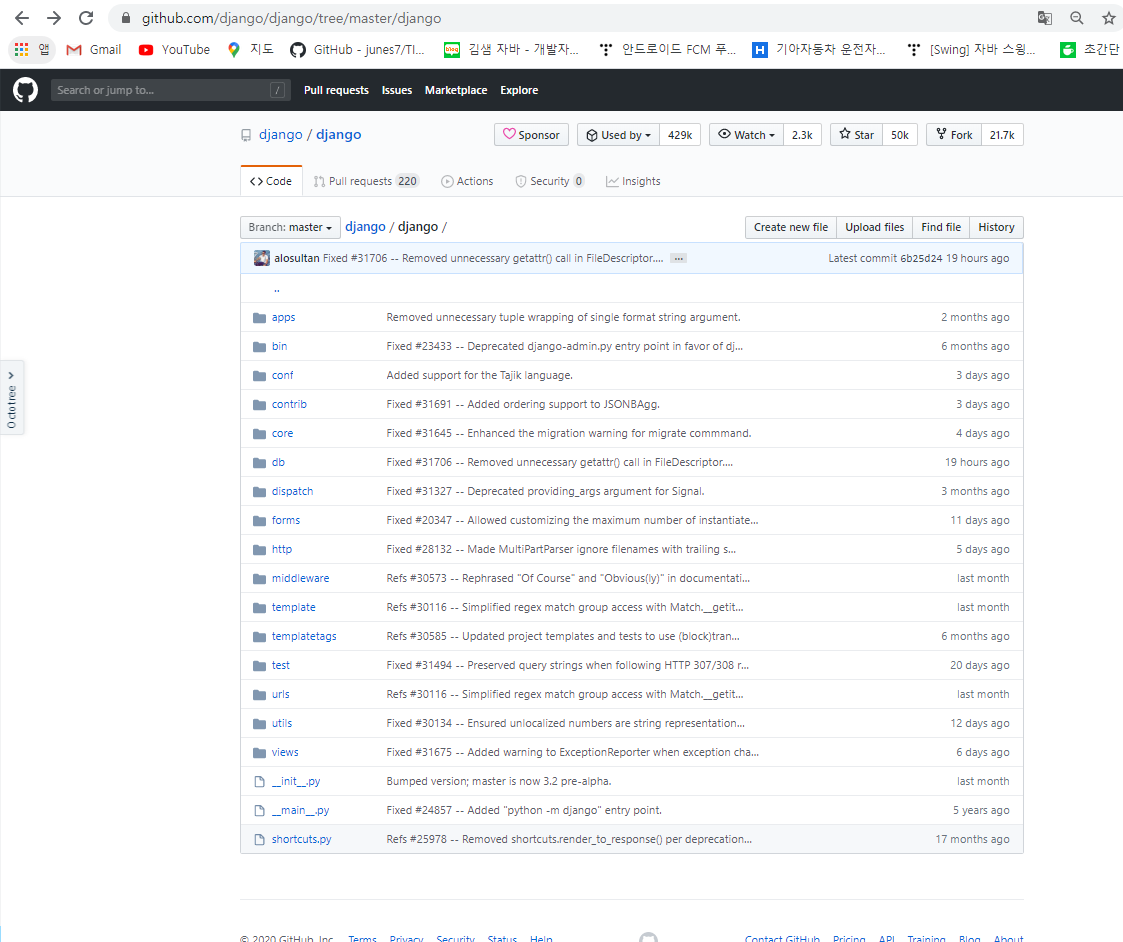 github.com/django/django/tree/master/django
앱 Gmail YouTube 지도 GitHub - junes7/TI... 김샘 자바 - 개발자... 안드로이드 FCM 푸... 기아자동차 운전자... [Swing] 자바 스윙... 초간단
Search or jump to... / Pull requests Issues Marketplace Explore
django / django Sponsor Used by 429k Watch 2.3k Star 50k Fork 21.7k
Code Pull requests 220 Actions Security 0 Insights
Branch: master django / django / Create new file Upload files Find file History
alosultan Fixed #31706 -- Removed unnecessary getattr() call in FileDescriptor.... ... Latest commit 6b25d24 19 hours ago
..
apps Removed unnecessary tuple wrapping of single format string argument. 2 months ago
bin Fixed #23433 -- Deprecated django-admin.py entry point in favor of dj... 6 months ago
conf Added support for the Tajik language. 3 days ago
contrib Fixed #31691 -- Added ordering support to JSONBAgg. 3 days ago
Octotree
core Fixed #31645 -- Enhanced the migration warning for migrate commmand. 4 days ago
db Fixed #31706 -- Removed unnecessary getattr() call in FileDescriptor.... 19 hours ago
dispatch Fixed #31327 -- Deprecated providing_args argument for Signal. 3 months ago
forms Fixed #20347 -- Allowed customizing the maximum number of instantiate... 11 days ago
http Fixed #28132 -- Made MultiPartParser ignore filenames with trailing s... 5 days ago
middleware Refs #30573 -- Rephrased "Of Course" and "Obvious(ly)" in documentati... last month
template Refs #30116 -- Simplified regex match group access with Match.__getit... last month
templatetags Refs #30585 -- Updated project templates and tests to use (block)tran... 6 months ago
test Fixed #31494 -- Preserved query strings when following HTTP 307/308 r... 20 days ago
urls Refs #30116 -- Simplified regex match group access with Match.__getit... last month
utils Fixed #30134 -- Ensured unlocalized numbers are string representation... 12 days ago
views Fixed #31675 -- Added warning to ExceptionReporter when exception cha... 6 days ago
__init__.py Bumped version; master is now 3.2 pre-alpha. last month
__main__.py Fixed #24857 -- Added "python -m django" entry point. 5 years ago
shortcuts.py Refs #25978 -- Removed shortcuts.render_to_response() per deprecation... 17 months ago
© 2020 GitHub, Inc. Terms Privacy Security Status Help Contact GitHub Pricing API Training Blog About